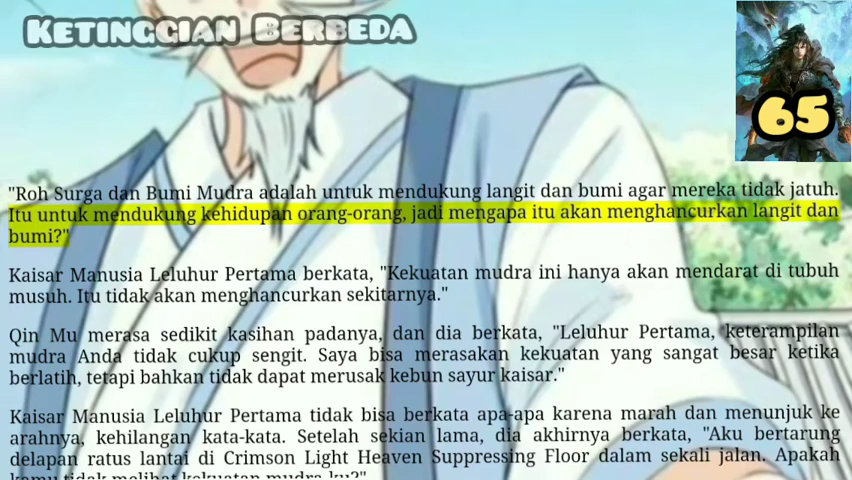 Ketinggian Berbeda
65
"Roh Surga dan Bumi Mudra adalah untuk mendukung langit dan bumi agar mereka tidak jatuh.
Itu untuk mendukung kehidupan orang-orang, jadi mengapa itu akan menghancurkan langit dan
bumi?"
Kaisar Manusia Leluhur Pertama berkata, "Kekuatan mudra ini hanya akan mendarat di tubuh
musuh. Itu tidak akan menghancurkan sekitarnya."
Qin Mu merasa sedikit kasihan padanya, dan dia berkata, "Leluhur Pertama, keterampilan
mudra Anda tidak cukup sengit. Saya bisa merasakan kekuatan yang sangat besar ketika
berlatih, tetapi bahkan tidak dapat merusak kebun sayur kaisar."
Kaisar Manusia Leluhur Pertama tidak bisa berkata apa-apa karena marah dan menunjuk ke
arahnya, kehilangan kata-kata. Setelah sekian lama, dia akhirnya berkata, "Aku bertarung
delapan ratus lantai di Crimson Light Heaven Suppressing Floor dalam sekali jalan. Apakah
kamu tidak melihat kekuatan mudra-ku?"